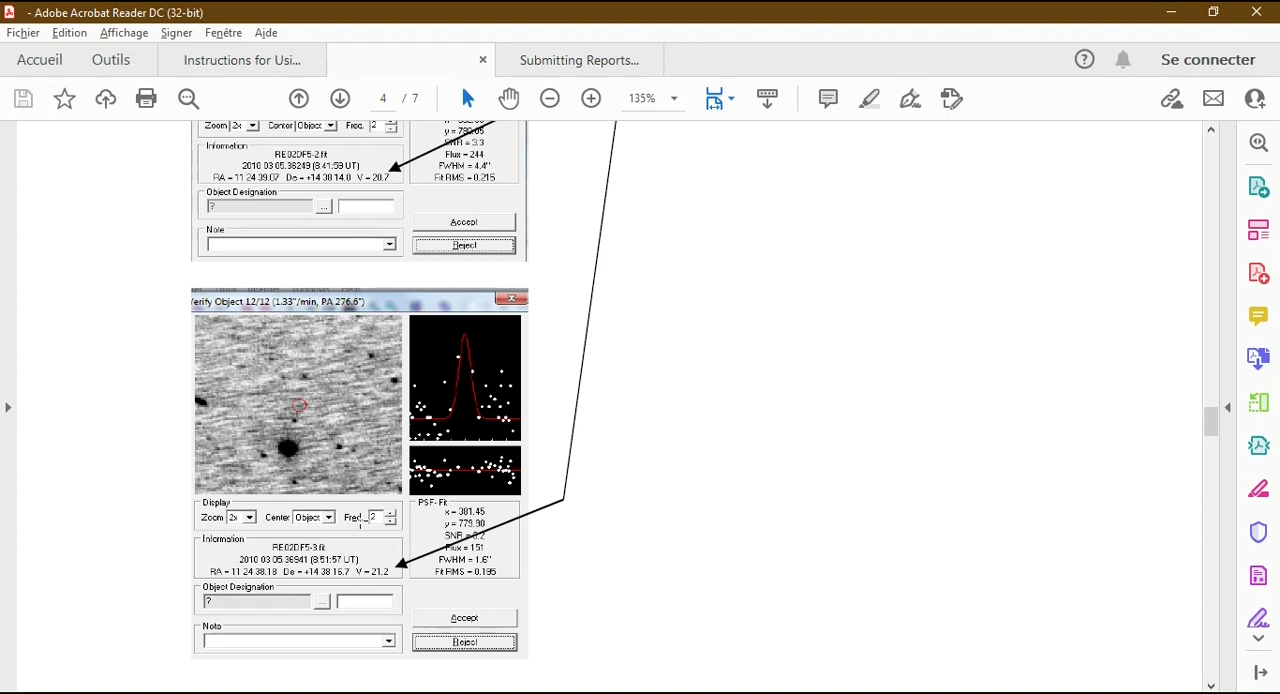 - Adobe Acrobat Reader DC (32-bit)
Fichier Edition Affichage Signer Fenêtre Aide
Accueil Outils Instructions for Usi... Submitting Reports... Se connecter
4 / 7 135%
Zoom 2x Center Object Freq. 2
y = 782.05
SNR = 3.3
Flux = 244
FWHM = 4.4"
Fit RMS = 0.215
Information
RE02DF5-2.fit
2010 03 05.36249 (8:41:59 UT)
RA = 11 24 39.07 De = +14 38 14.0 V = 20.7
Object Designation
? ...
Accept
Note
Reject
Verify Object 12/12 (1.33"/min, PA 276.6°)
Display
Zoom 2x Center Object 2
PSF-Fit
x = 381.45
y = 779.90
SNR = 3.2
Flux = 151
FWHM = 1.6"
Fit RMS = 0.195
Information
RE02DF5-3.fit
2010 03 05.36941 (8:51:57 UT)
RA = 11 24 38.18 De = +14 38 16.7 V = 21.2
Object Designation
? ...
Accept
Note
Reject